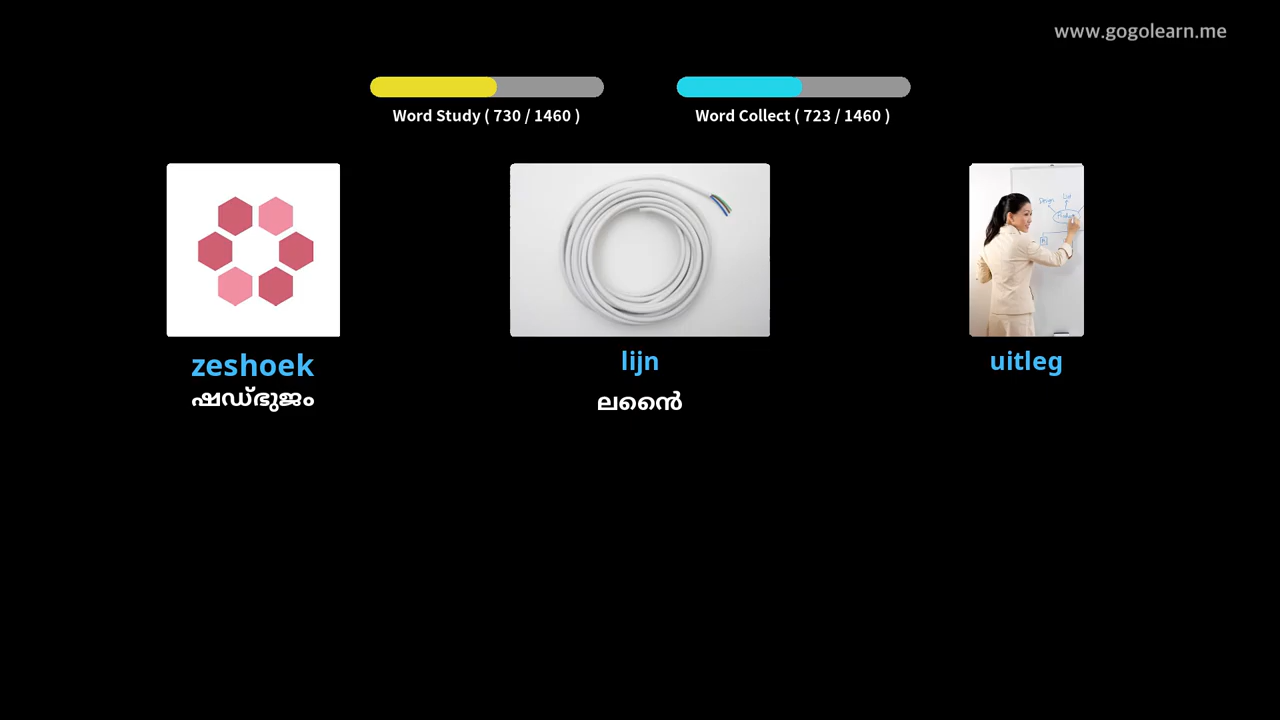 www.gogolearn.me
Word Study ( 730 / 1460 )
Word Collect ( 723 / 1460 )
zeshoek
lijn
uitleg
ഷഡ്ഭുജം
ലൈൻ